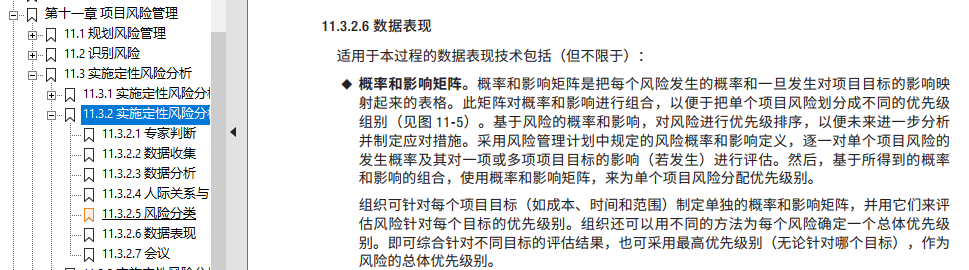 第十一章 项目风险管理
11.1 规划风险管理
11.2 识别风险
11.3 实施定性风险分析
11.3.1 实施定性风险分
11.3.2 实施定性风险分
11.3.2.1 专家判断
11.3.2.2 数据收集
11.3.2.3 数据分析
11.3.2.4 人际关系与
11.3.2.5 风险分类
11.3.2.6 数据表现
11.3.2.7 会议
11.3.2.6 数据表现
适用于本过程的数据表现技术包括（但不限于）：
◆ 概率和影响矩阵。概率和影响矩阵是把每个风险发生的概率和一旦发生对项目目标的影响映
射起来的表格。此矩阵对概率和影响进行组合，以便于把单个项目风险划分成不同的优先级
组别（见图 11-5）。基于风险的概率和影响，对风险进行优先级排序，以便未来进一步分析
并制定应对措施。采用风险管理计划中规定的风险概率和影响定义，逐一对单个项目风险的
发生概率及其对一项或多项项目目标的影响（若发生）进行评估。然后，基于所得到的概率
和影响的组合，使用概率和影响矩阵，来为单个项目风险分配优先级别。
组织可针对每个项目目标（如成本、时间和范围）制定单独的概率和影响矩阵，并用它们来评
估风险针对每个目标的优先级别。组织还可以用不同的方法为每个风险确定一个总体优先级
别。即可综合针对不同目标的评估结果，也可采用最高优先级别（无论针对哪个目标），作为
风险的总体优先级别。